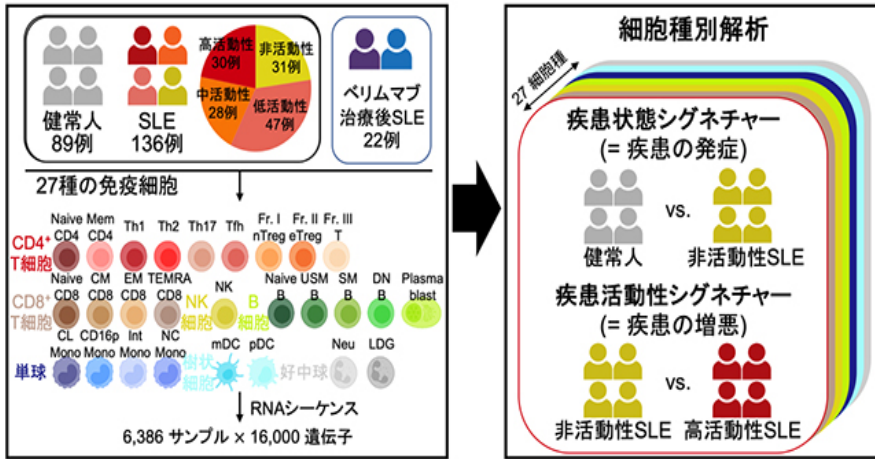 高活動性
30例
非活動性
31例
中活動性
28例
低活動性
47例
健常人
89例
SLE
136例
ベリムマブ
治療後SLE
22例
27種の免疫細胞
CD4+
T細胞
Naive
CD4
Mem
CD4
Th1
Th2
Th17
Tfh
Fr. I
nTreg
Fr. II
eTreg
Fr. III
T
CD8+
T細胞
Naive
CD8
CM
CD8
EM
CD8
TEMRA
CD8
NK
細胞
NK
B
細胞
Naive
B
USM
B
SM
B
DN
B
Plasma
blast
単球
CL
Mono
CD16p
Mono
Int
Mono
NC
Mono
樹状
細胞
mDC
pDC
好中球
Neu
LDG
RNAシーケンス
6,386 サンプル × 16,000 遺伝子
細胞種別解析
27 細胞種
疾患状態シグネチャー
(= 疾患の発症)
vs.
健常人
非活動性SLE
疾患活動性シグネチャー
(= 疾患の増悪)
vs.
非活動性SLE
高活動性SLE